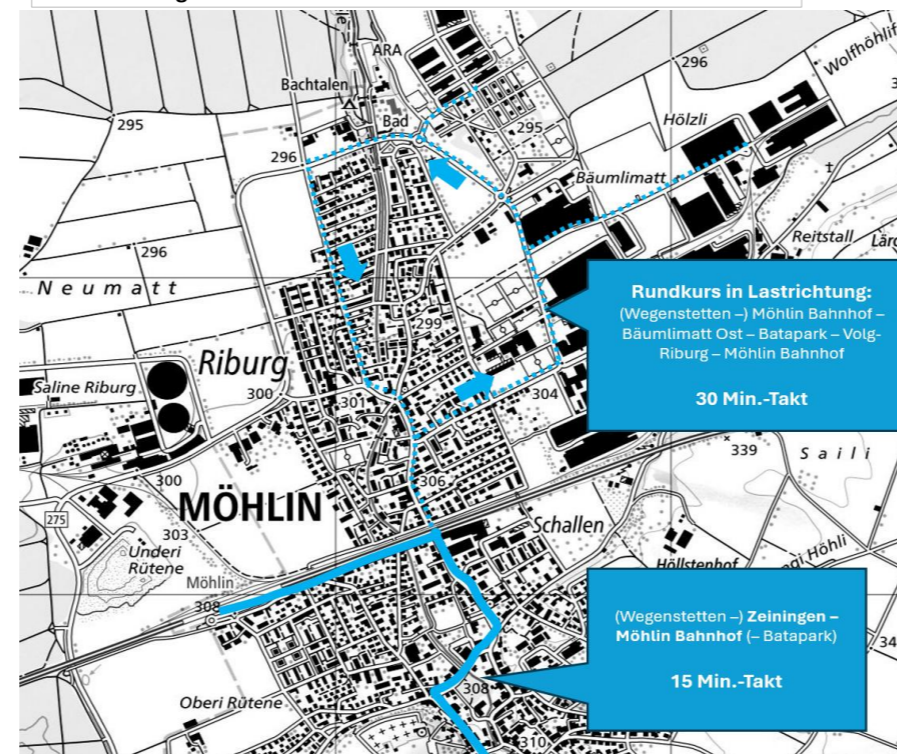 ARA
Bachtalen
Bad
295
295
296
296
296
Hölzli
Bäumlimatt
Reitstall
Neumatt
299
Riburg
Saline Riburg
300
301
304
Rundkurs in Lastrichtung:
(Wegenstetten –) Möhlin Bahnhof –
Bäumlimatt Ost – Batapark – Volg-
Riburg – Möhlin Bahnhof
30 Min.-Takt
339
Saili
300
306
MÖHLIN
275
303
Schallen
Underi
Rütene
Möhlin
Höllstenhof
308
(Wegenstetten –) Zeiningen –
Möhlin Bahnhof (– Batapark)
15 Min.-Takt
Oberi Rütene
308
310